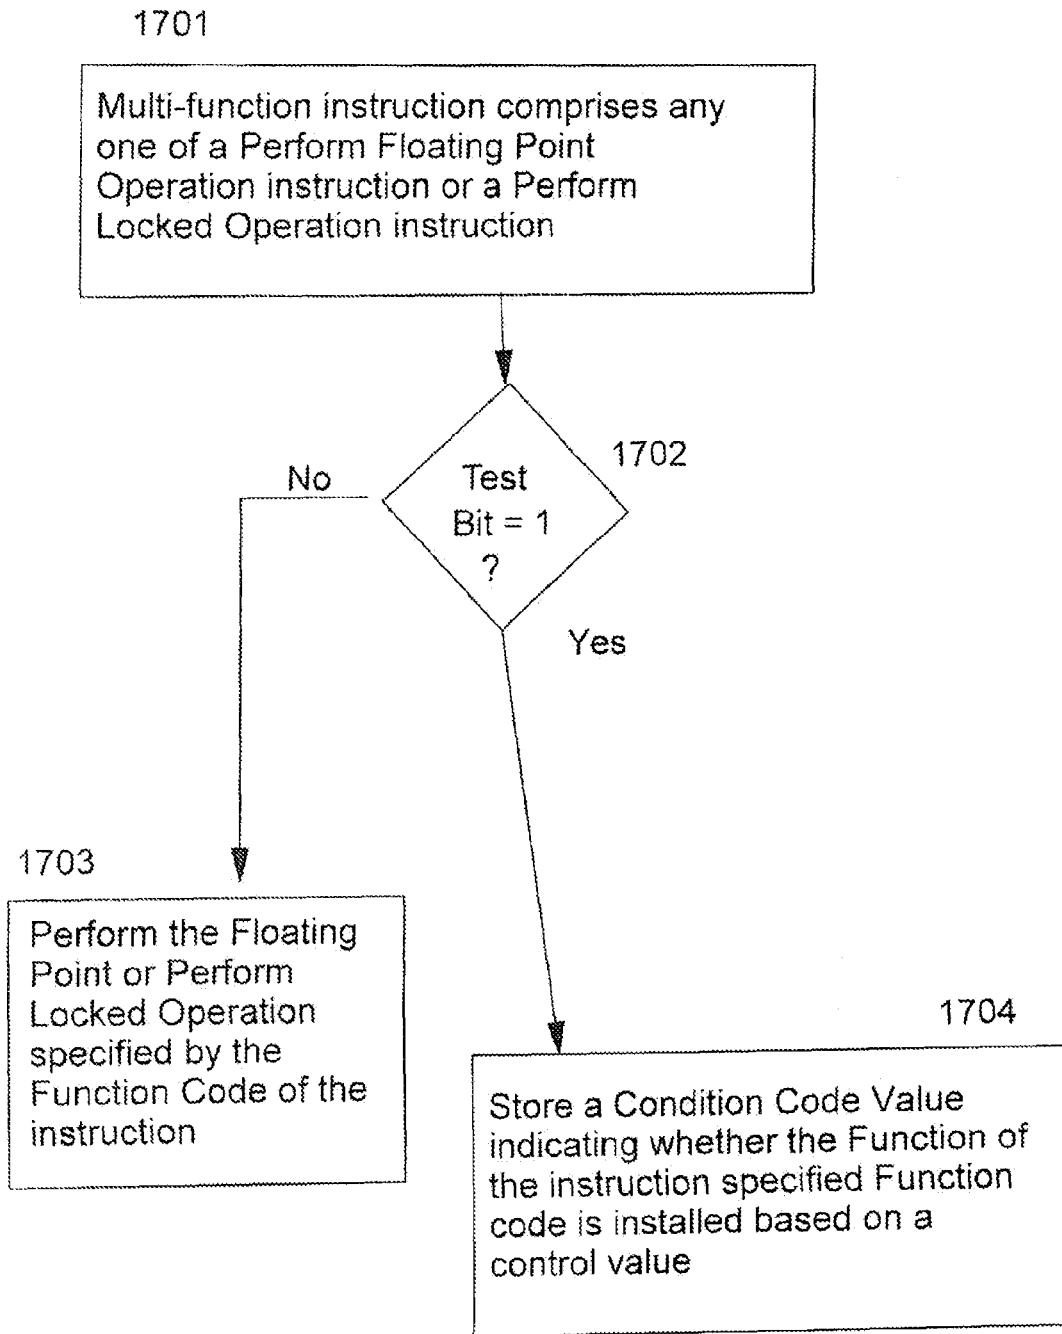 1701
Multi-function instruction comprises any
one of a Perform Floating Point
Operation instruction or a Perform
Locked Operation instruction
1702
No
Test
Bit = 1
?
Yes
1703
Perform the Floating
Point or Perform
Locked Operation
specified by the
Function Code of the
instruction
1704
Store a Condition Code Value
indicating whether the Function of
the instruction specified Function
code is installed based on a
control value